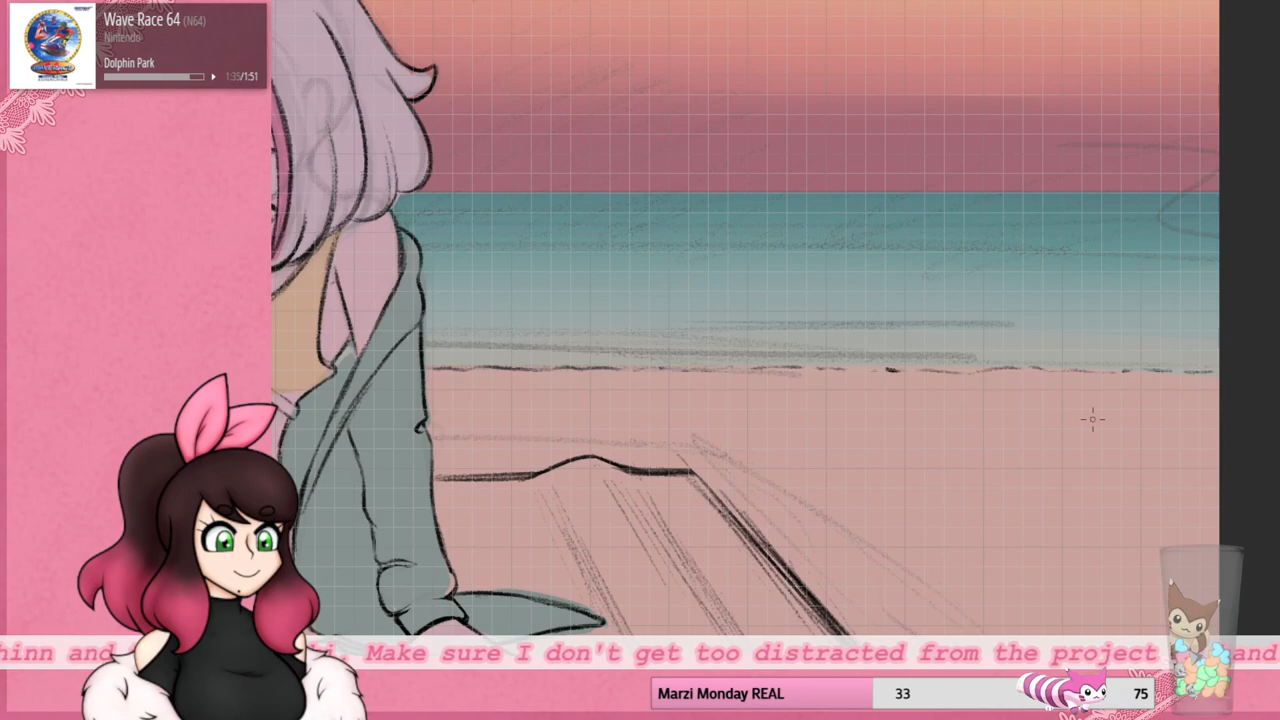 Wave Race 64 (N64)
Nintendo
Dolphin Park
1:35/1:51
hinn and
i. Make sure I don't get too distracted from the project
and
Marzi Monday REAL
33
75